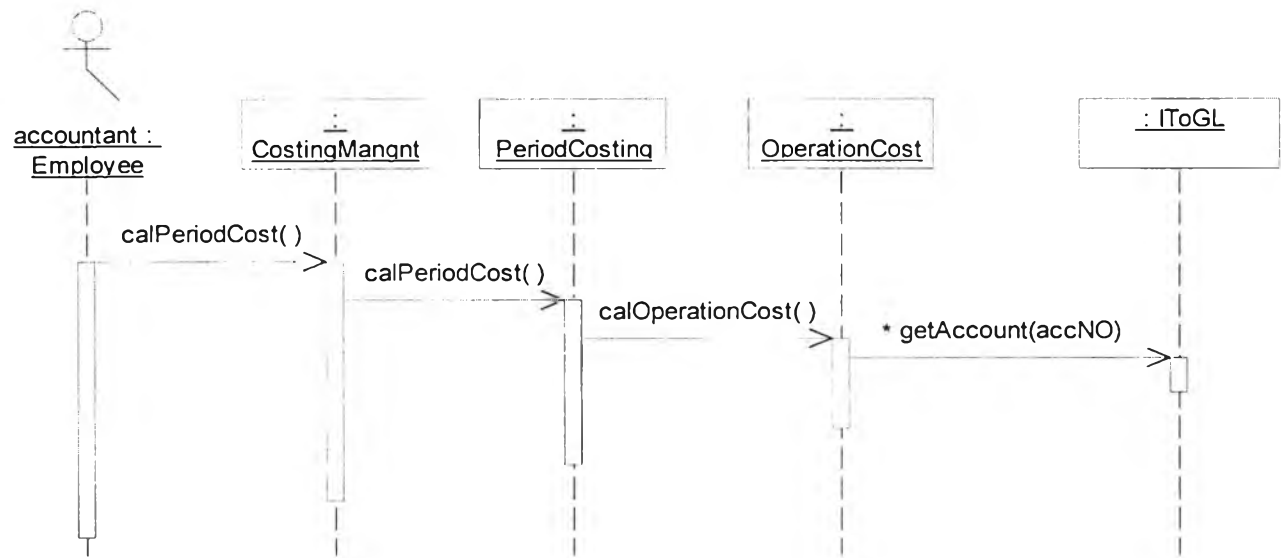 accountant :
Employee
:
CostingMangnt
:
PeriodCosting
:
OperationCost
: IToGL
calPeriodCost( )
calPeriodCost( )
calOperationCost( )
* getAccount(accNO)